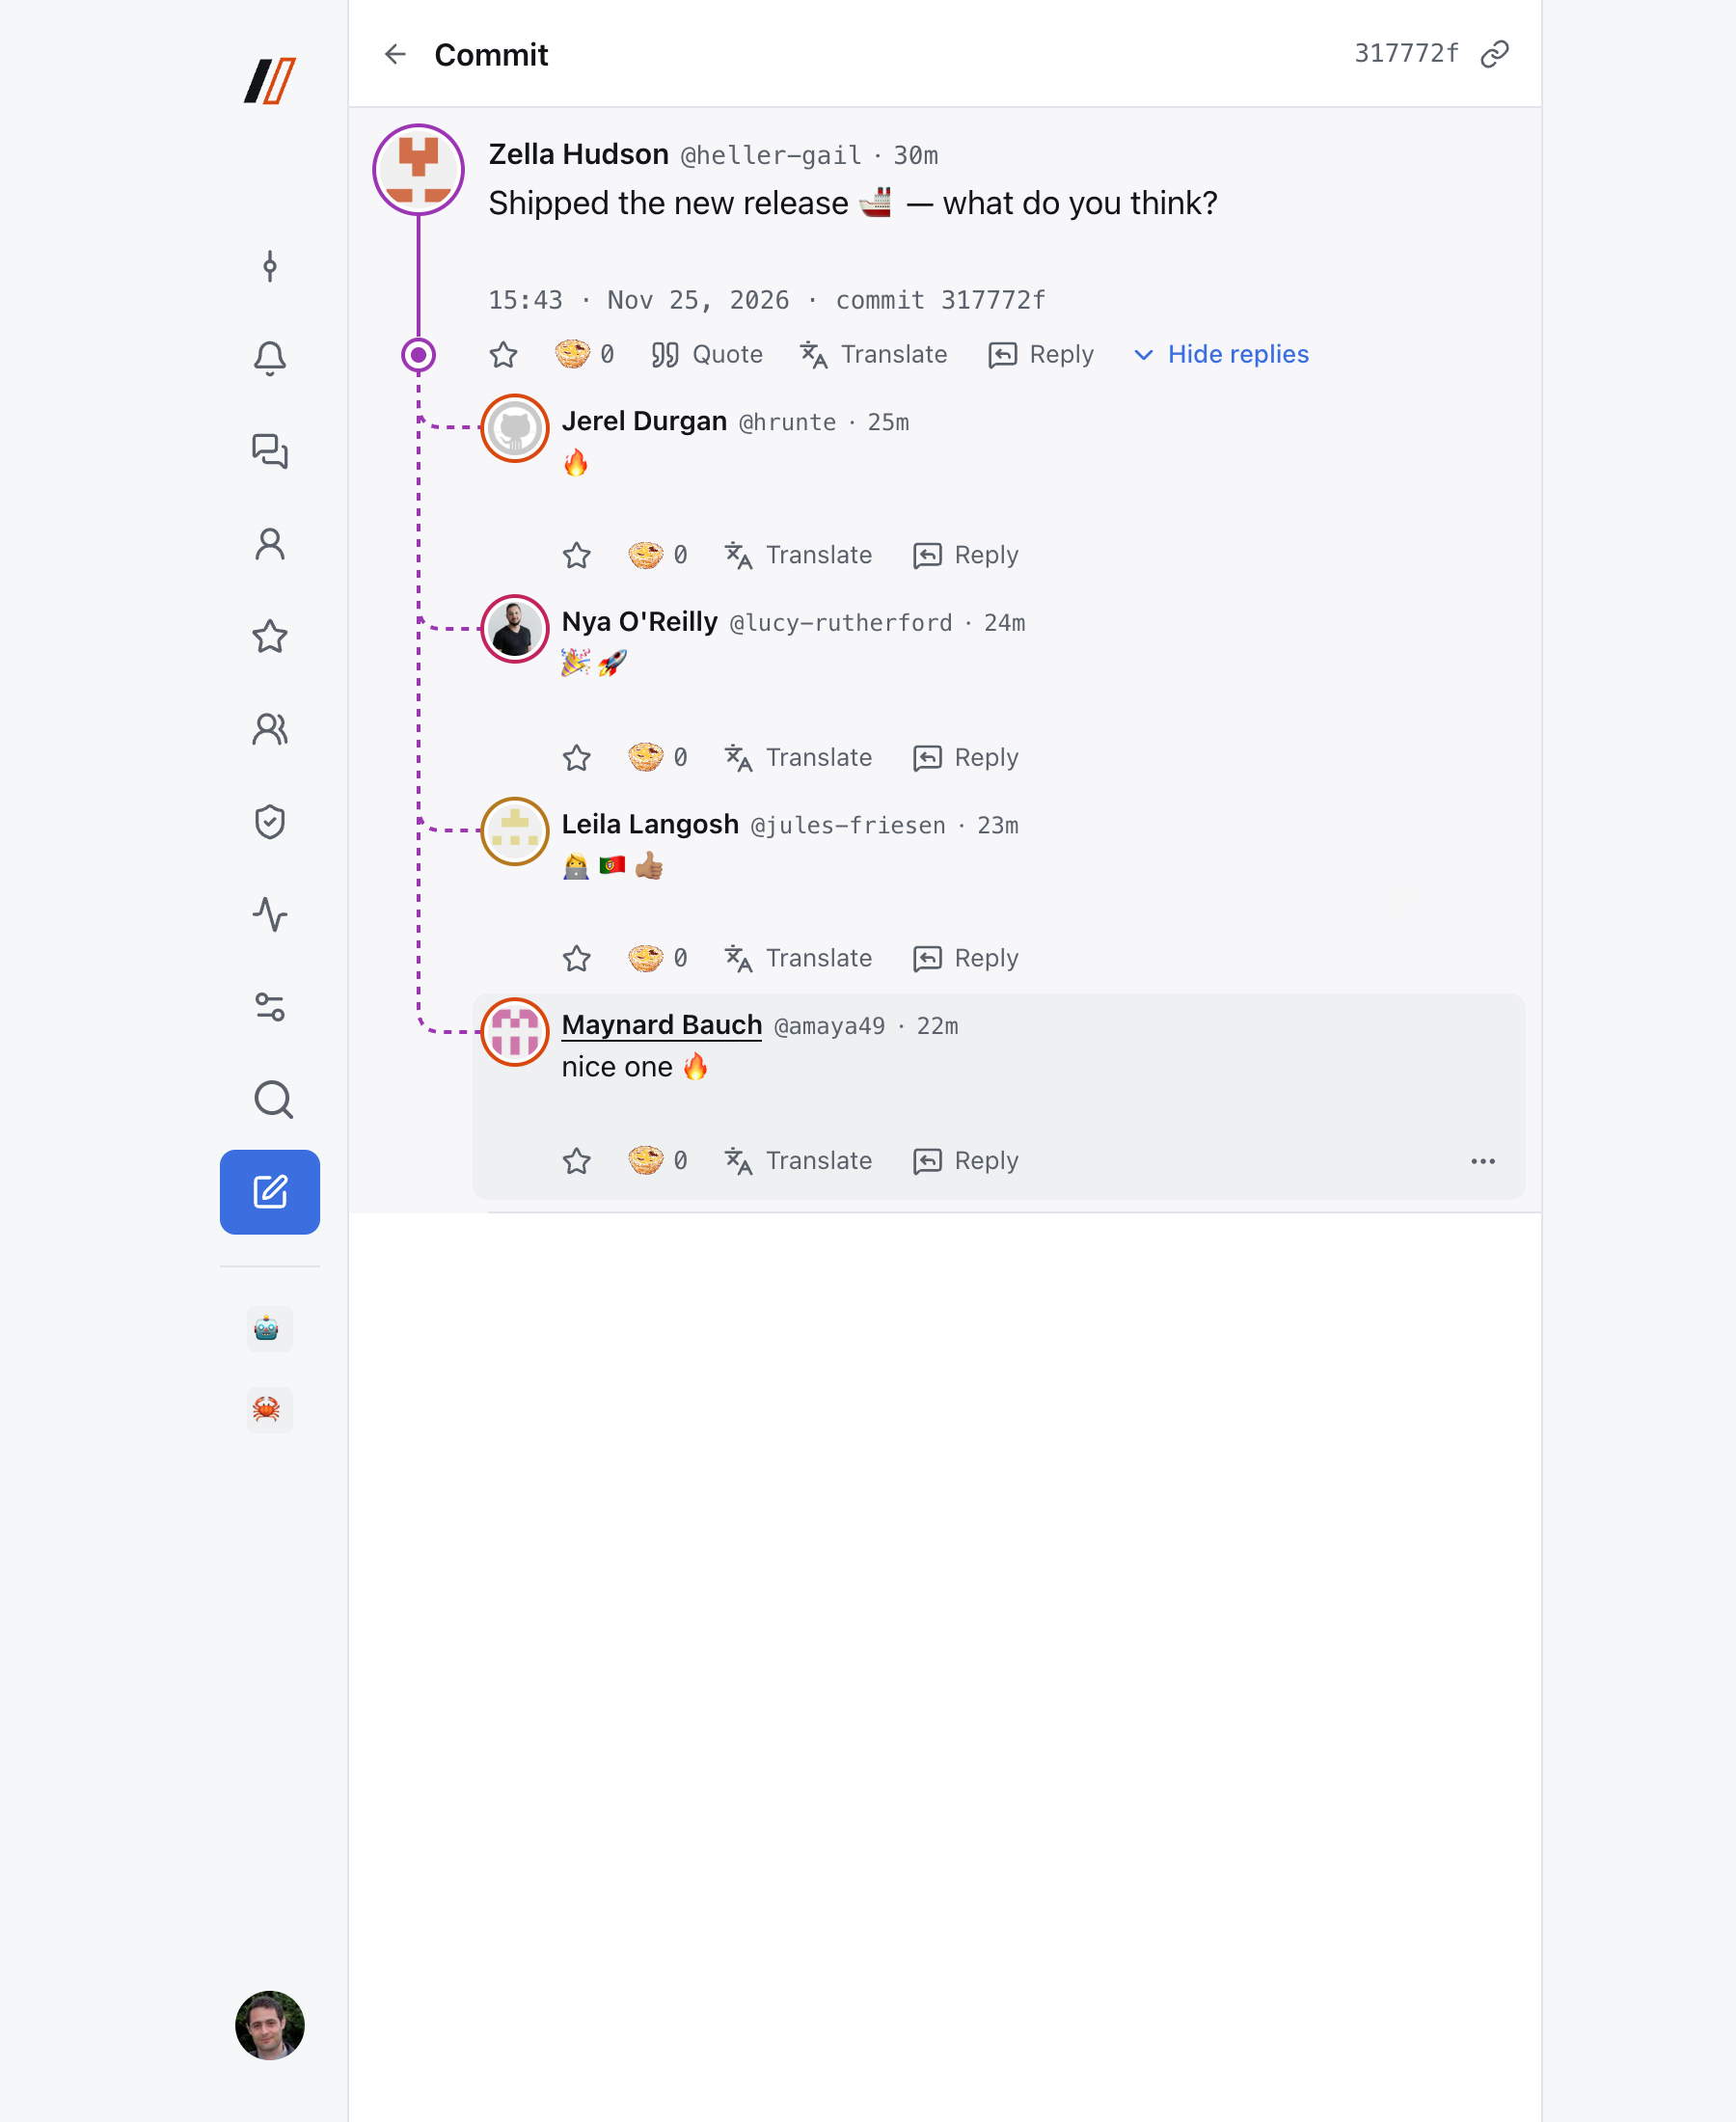 Commit 317772f
Zella Hudson @heller-gail · 30m
Shipped the new release 🚢 — what do you think?
15:43 · Nov 25, 2026 · commit 317772f
0 Quote Translate Reply Hide replies
Jerel Durgan @hrunte · 25m
🔥
0 Translate Reply
Nya O'Reilly @lucy-rutherford · 24m
🎉 🚀
0 Translate Reply
Leila Langosh @jules-friesen · 23m
👩‍💻 🇵🇹 👍🏽
0 Translate Reply
Maynard Bauch @amaya49 · 22m
nice one 🔥
0 Translate Reply